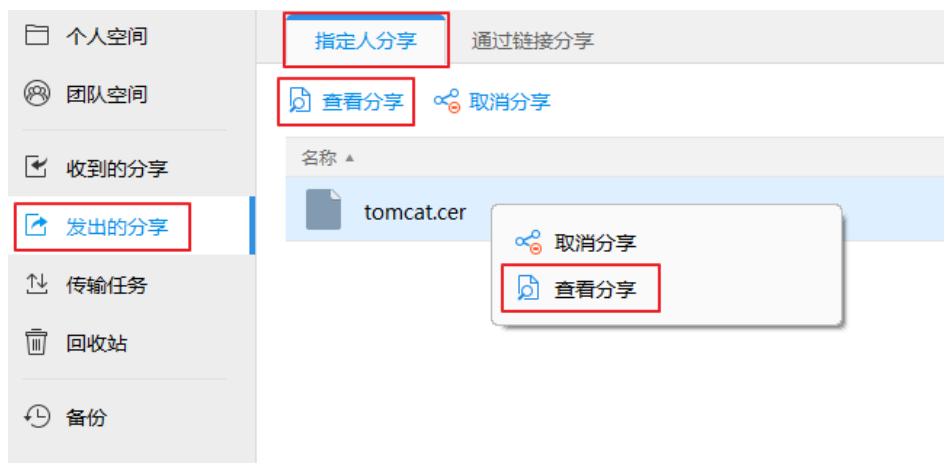 个人空间
团队空间
收到的分享
发出的分享
传输任务
回收站
备份
指定人分享 通过链接分享
查看分享 取消分享
名称
tomcat.cer
取消分享
查看分享